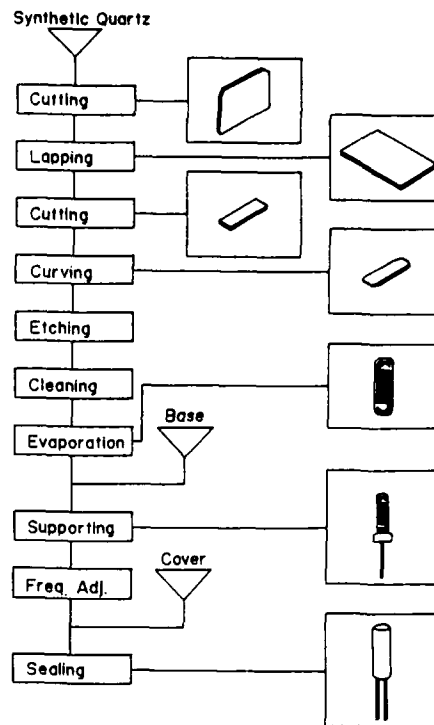 Synthetic Quartz
Cutting
Lapping
Cutting
Curving
Etching
Cleaning
Evaporation
Base
Supporting
Cover
Freq. Adj.
Sealing